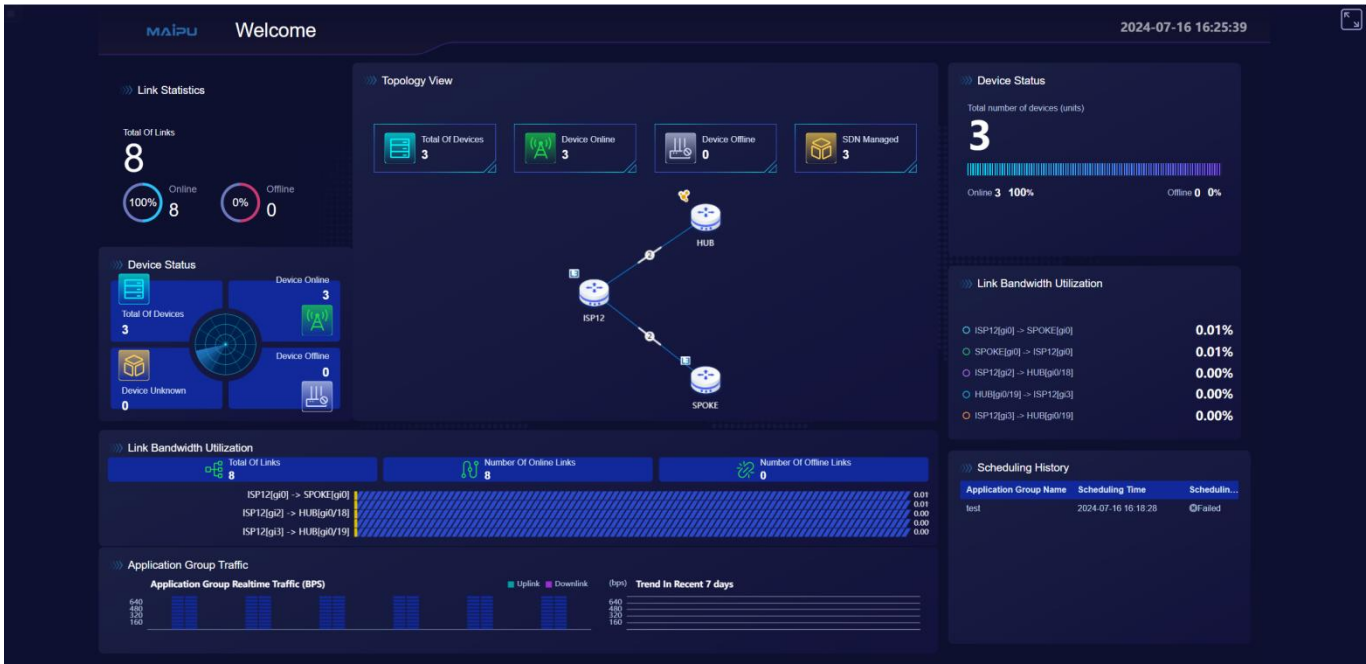 MAIPU
Welcome
2024-07-16 16:25:39
Link Statistics
Total Of Links
8
100%
Online
8
0%
Offline
0
Topology View
Total Of Devices
3
Device Online
3
Device Offline
0
SDN Managed
3
HUB
2
L3
ISP12
2
L3
SPOKE
Device Status
Total number of devices (units)
3
Online 3 100%
Offline 0 0%
Device Status
Total Of Devices
3
Device Online
3
Device Unknown
0
Device Offline
0
Link Bandwidth Utilization
ISP12[gi0] -> SPOKE[gi0] 0.01%
SPOKE[gi0] -> ISP12[gi0] 0.01%
ISP12[gi2] -> HUB[gi0/18] 0.00%
HUB[gi0/19] -> ISP12[gi3] 0.00%
ISP12[gi3] -> HUB[gi0/19] 0.00%
Link Bandwidth Utilization
Total Of Links
8
Number Of Online Links
8
Number Of Offline Links
0
ISP12[gi0] -> SPOKE[gi0] 0.01
0.01
ISP12[gi2] -> HUB[gi0/18] 0.00
0.00
ISP12[gi3] -> HUB[gi0/19] 0.00
Scheduling History
Application Group Name Scheduling Time Schedulin...
test 2024-07-16 16:18:28 Failed
Application Group Traffic
Application Group Realtime Traffic (BPS)
Uplink Downlink
640
480
320
160
(bps) Trend In Recent 7 days
640
480
320
160